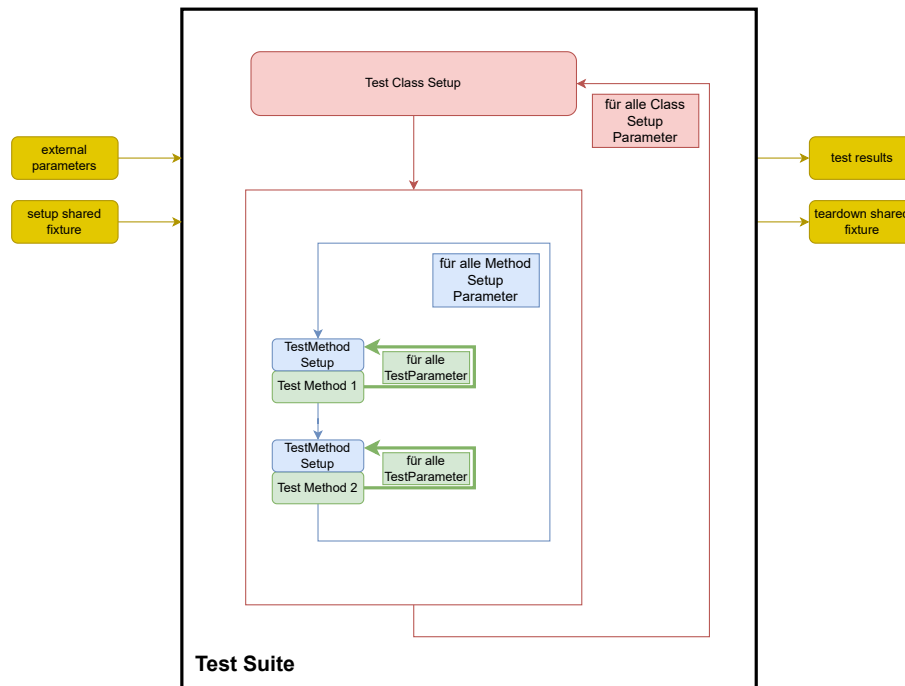 Test Class Setup
für alle Class
Setup
Parameter
external
parameters
setup shared
fixture
test results
teardown shared
fixture
für alle Method
Setup
Parameter
TestMethod
Setup
Test Method 1
für alle
TestParameter
TestMethod
Setup
Test Method 2
für alle
TestParameter
Test Suite